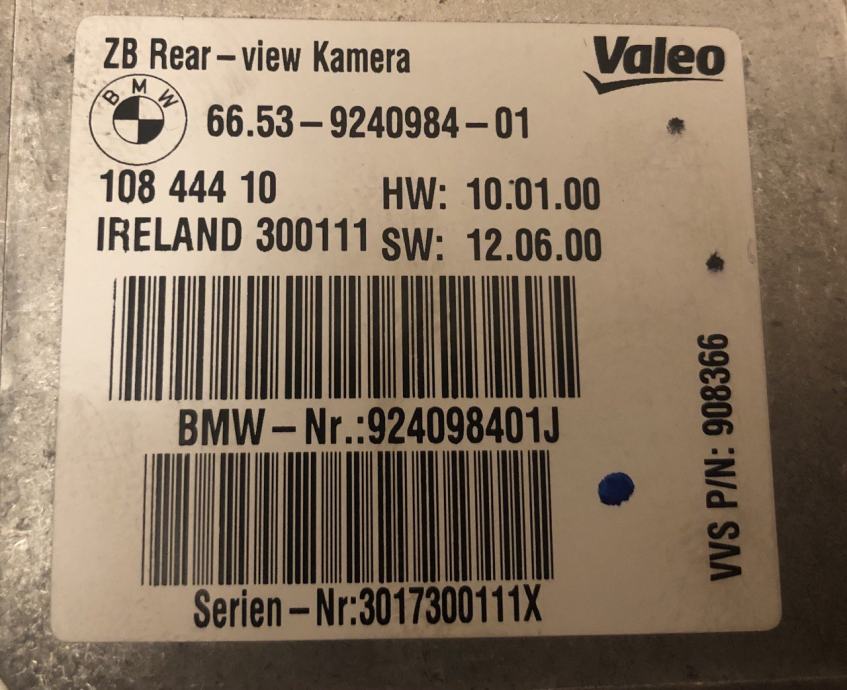 ZB Rear-view Kamera
Valeo
BMW
66.53-9240984-01
108 444 10
HW: 10.01.00
IRELAND 300111
SW: 12.06.00
BMW-Nr.:924098401J
Serien-Nr:3017300111X
VVS P/N: 908366